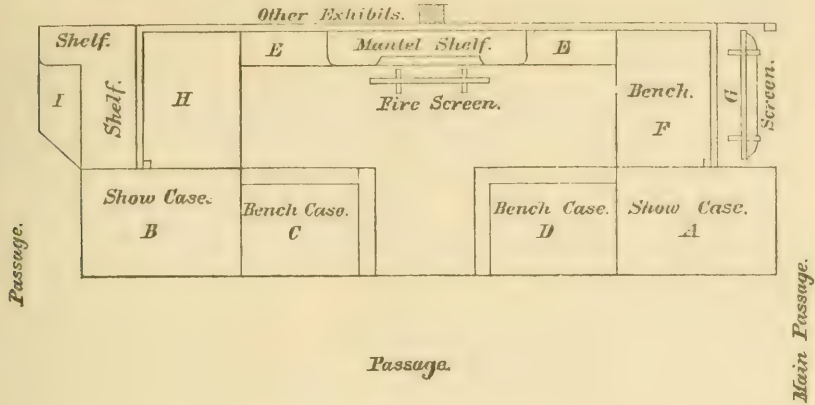 Other Exhibits.
Shelf.
E
Mantel Shelf.
E
I
Shelf.
H
Fire Screen.
Bench.
F
G
Screen.
Show Case.
B
Bench Case.
C
Bench Case.
D
Show Case.
A
Passage.
Passage.
Main Passage.